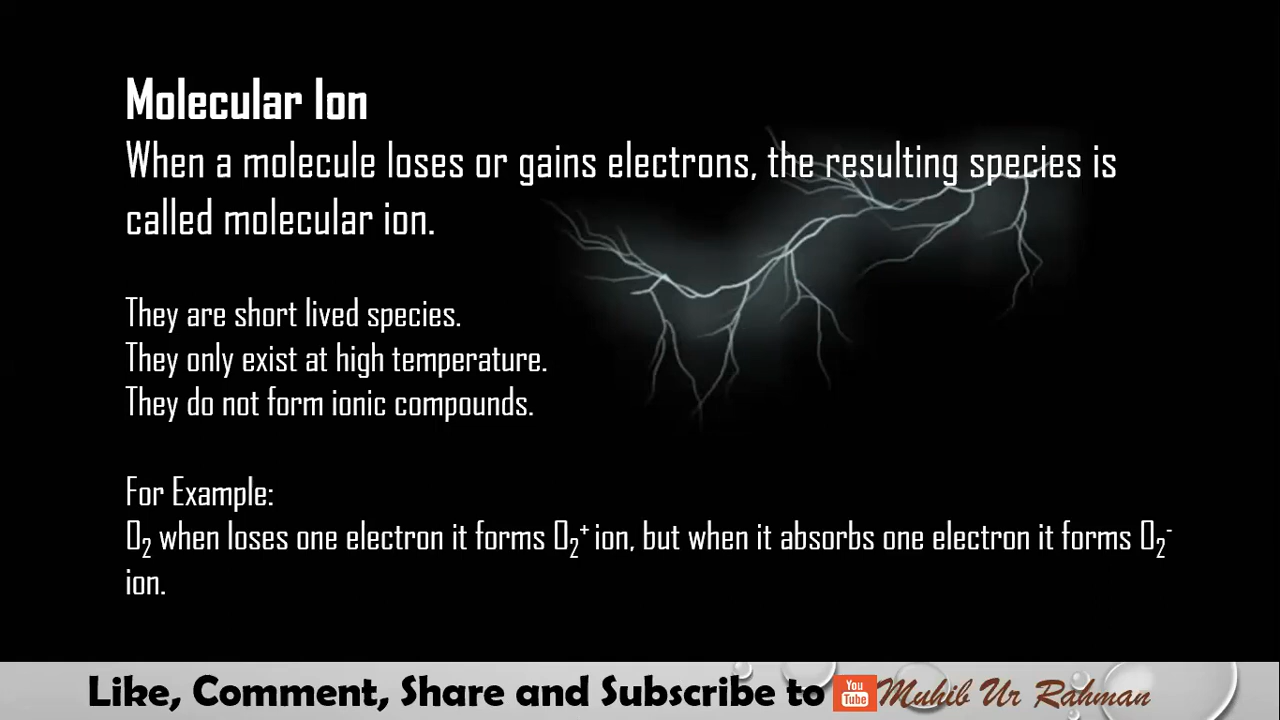 Molecular Ion
When a molecule loses or gains electrons, the resulting species is
called molecular ion.
They are short lived species.
They only exist at high temperature.
They do not form ionic compounds.
For Example:
O₂ when loses one electron it forms O₂⁺ ion, but when it absorbs one electron it forms O₂⁻
ion.
Like, Comment, Share and Subscribe to You Tube Muhib Ur Rahman